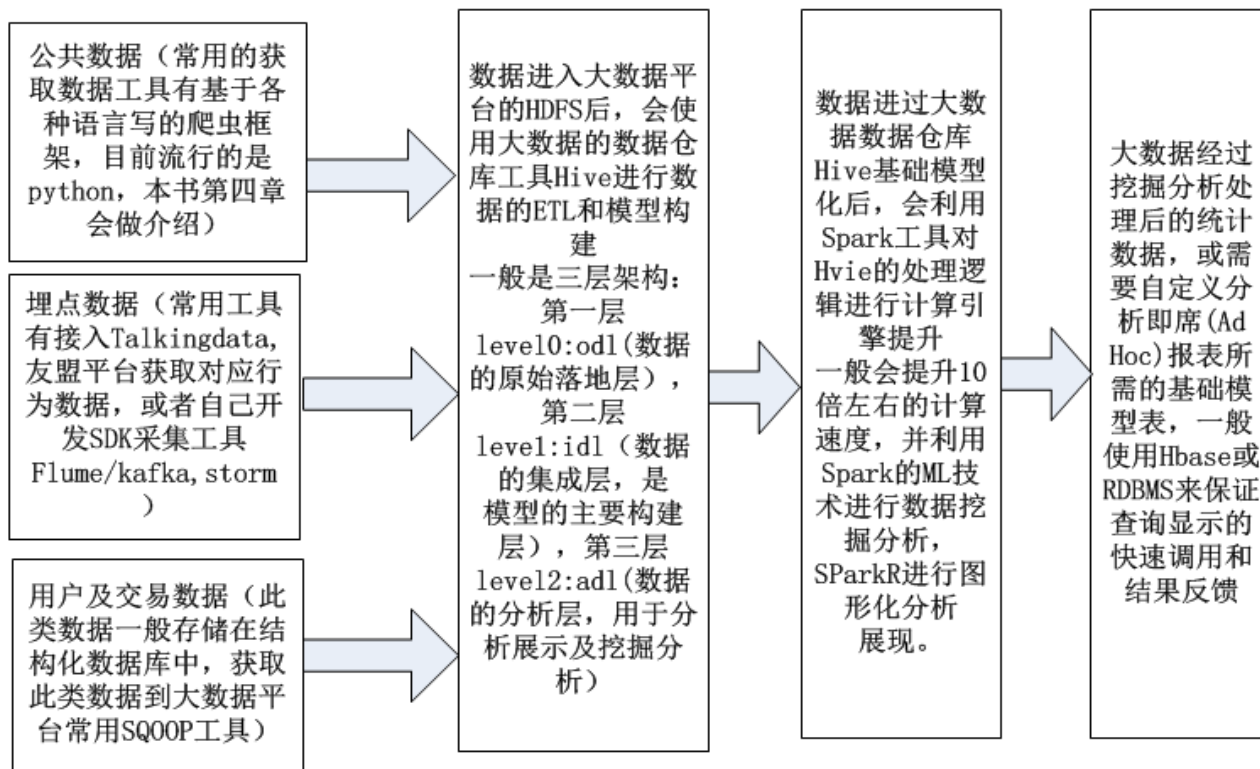 公共数据（常用的获
取数据工具有基于各
种语言写的爬虫框
架，目前流行的是
python，本书第四章
会做介绍）
埋点数据（常用工具
有接入Talkingdata,
友盟平台获取对应行
为数据，或者自己开
发SDK采集工具
Flume/kafka,storm
）
用户及交易数据（此
类数据一般存储在结
构化数据库中，获取
此类数据到大数据平
台常用SQOOP工具）
数据进入大数据平
台的HDFS后，会使
用大数据的数据仓
库工具Hive进行数
据的ETL和模型构
建
一般是三层架构：
第一层
level0:odl(数据
的原始落地层），
第二层
level1:idl（数据
的集成层，是
模型的主要构建
层），第三层
level2:adl(数据
的分析层，用于分
析展示及挖掘分
析）
数据进过大数
据数据仓库
Hive基础模型
化后，会利用
Spark工具对
Hvie的处理逻
辑进行计算引
擎提升
一般会提升10
倍左右的计算
速度，并利用
Spark的ML技
术进行数据挖
掘分析，
SParkR进行图
形化分析
展现。
大数据经过
挖掘分析处
理后的统计
数据，或需
要自定义分
析即席(Ad
Hoc)报表所
需的基础模
型表，一般
使用Hbase或
RDBMS来保证
查询显示的
快速调用和
结果反馈